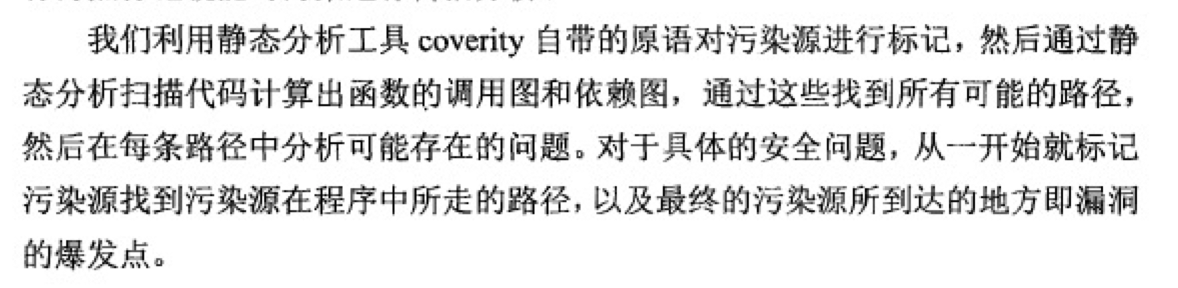 我们利用静态分析工具 coverity 自带的原语对污染源进行标记，然后通过静
态分析扫描代码计算出函数的调用图和依赖图，通过这些找到所有可能的路径，
然后在每条路径中分析可能存在的问题。对于具体的安全问题，从一开始就标记
污染源找到污染源在程序中所走的路径，以及最终的污染源所到达的地方即漏洞
的爆发点。